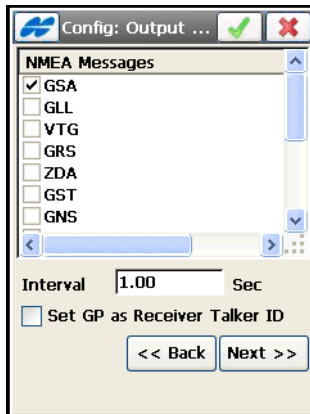 Config: Output ...
NMEA Messages
GSA
GLL
VTG
GRS
ZDA
GST
GNS
Interval 1.00 Sec
Set GP as Receiver Talker ID
<< Back Next >>